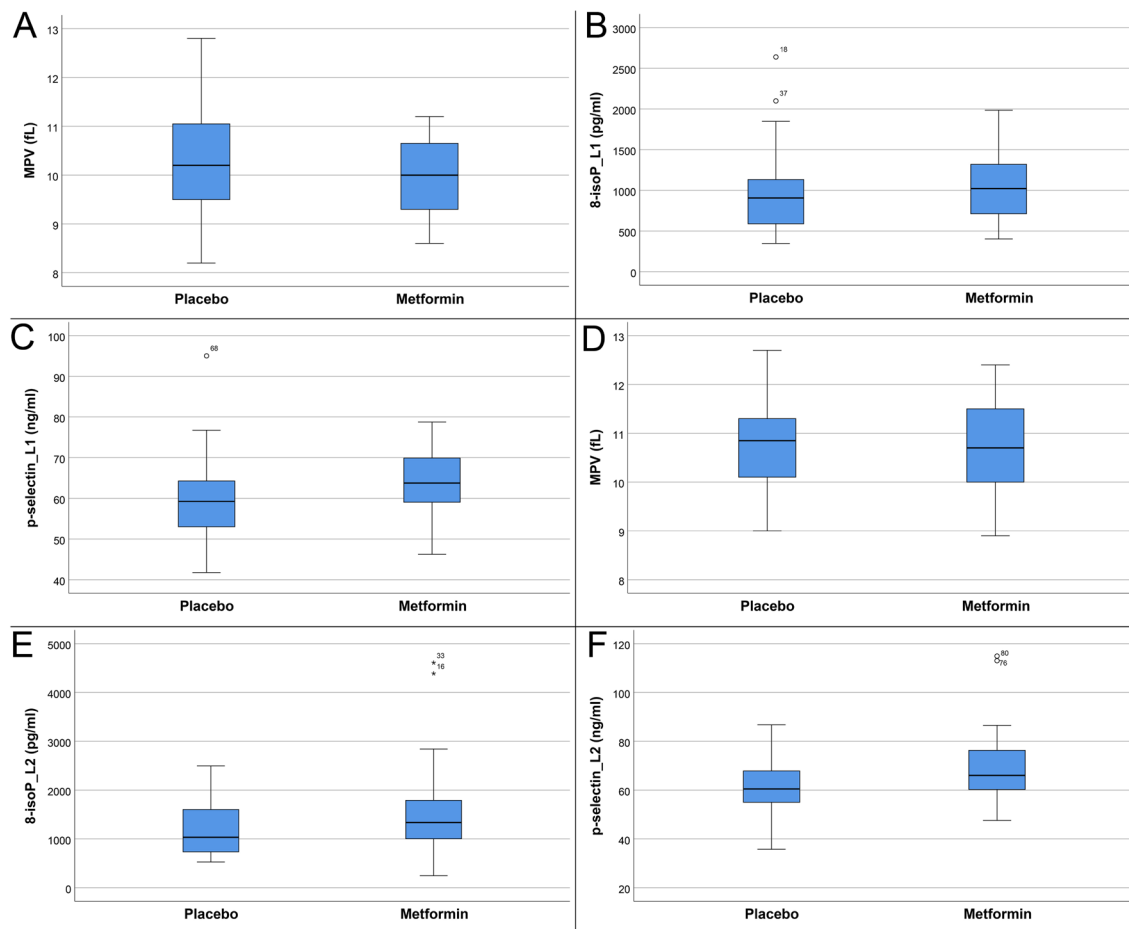 A
MPV (fL)
13
12
11
10
9
8
Placebo
Metformin
B
8-isoP_L1 (pg/ml)
3000
2500
2000
1500
1000
500
0
18
37
Placebo
Metformin
C
p-selectin_L1 (ng/ml)
100
90
80
70
60
50
40
68
Placebo
Metformin
D
MPV (fL)
13
12
11
10
9
8
Placebo
Metformin
E
8-isoP_L2 (pg/ml)
5000
4000
3000
2000
1000
0
33
16
Placebo
Metformin
F
p-selectin_L2 (ng/ml)
120
100
80
60
40
20
80
76
Placebo
Metformin